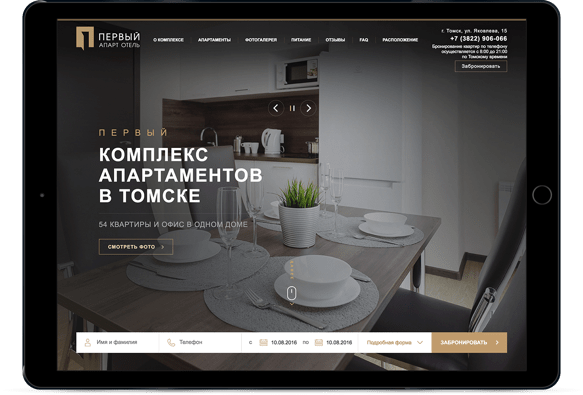 ПЕРВЫЙ
АПАРТ ОТЕЛЬ
О КОМПЛЕКСЕ АПАРТАМЕНТЫ ФОТОГАЛЕРЕЯ ПИТАНИЕ ОТЗЫВЫ FAQ РАСПОЛОЖЕНИЕ
г. Томск, ул. Яковлева, 15
+7 (3822) 906-066
Бронирование квартир по телефону
осуществляется с 8:00 до 21:00
по Томскому времени
Забронировать
ПЕРВЫЙ
КОМПЛЕКС
АПАРТАМЕНТОВ
В ТОМСКЕ
54 КВАРТИРЫ И ОФИС В ОДНОМ ДОМЕ
СМОТРЕТЬ ФОТО
Имя и фамилия Телефон с 10.08.2016 по 10.08.2016 Подробная форма ЗАБРОНИРОВАТЬ